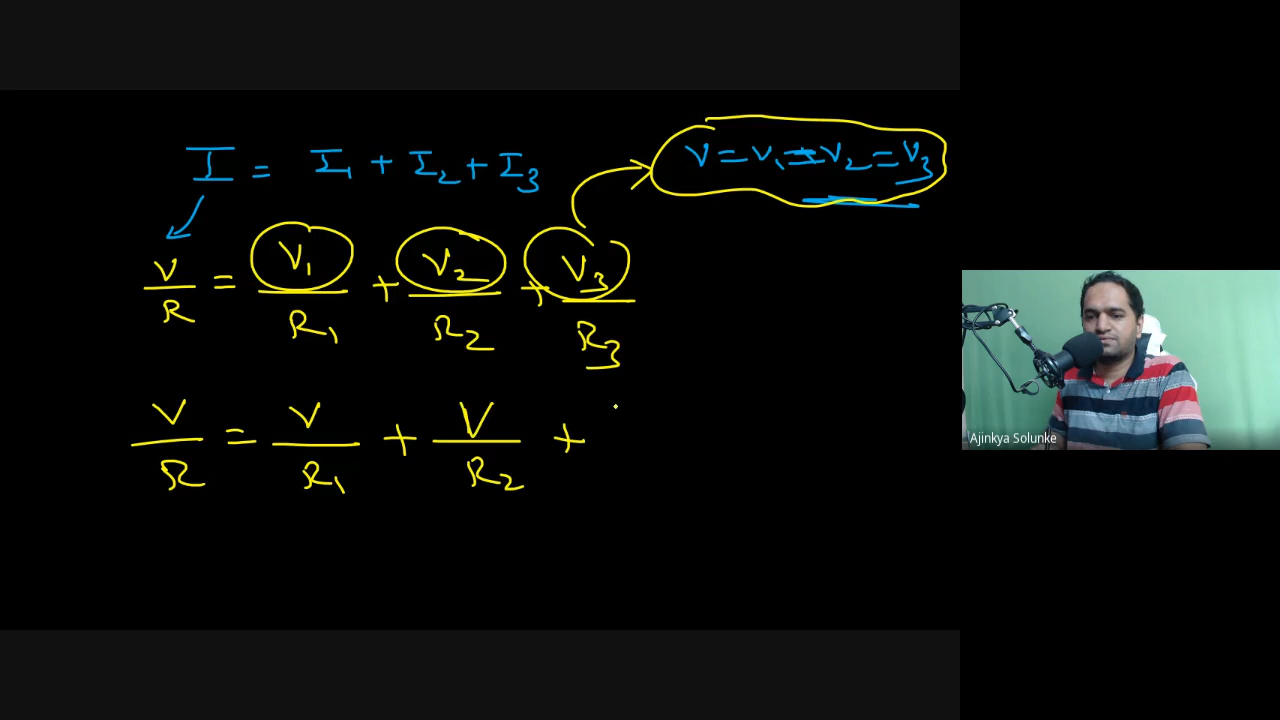 I = I₁ + I₂ + I₃
V = V₁ = V₂ = V₃
V/R = V₁/R₁ + V₂/R₂ + V₃/R₃
V/R = V/R₁ + V/R₂ +
Ajinkya Solunke